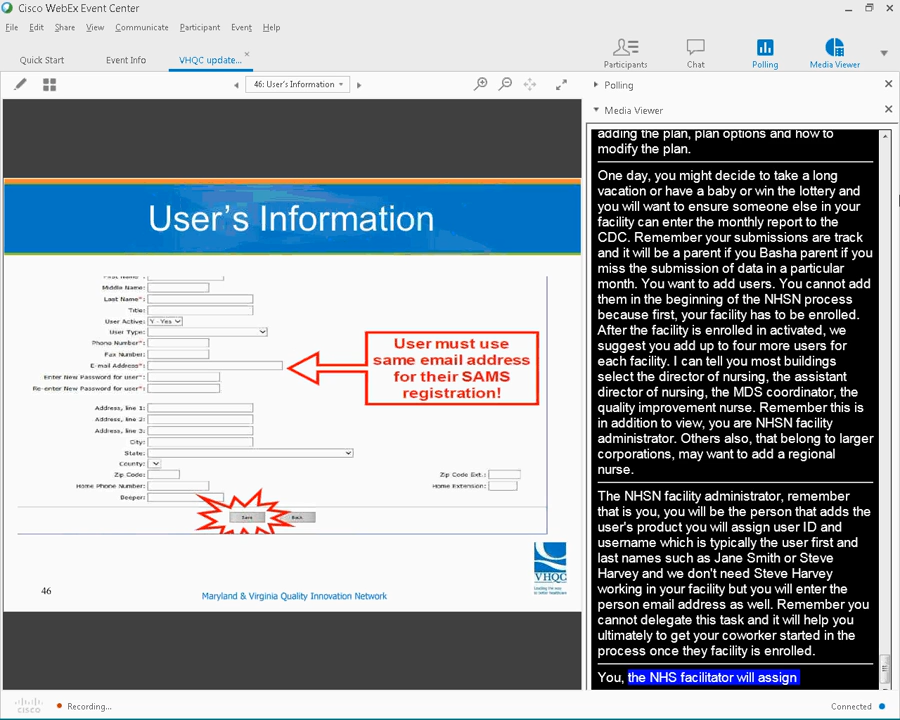 Cisco WebEx Event Center
File Edit Share View Communicate Participant Event Help
Quick Start Event Info VHQC update...
Participants Chat Polling Media Viewer
46: User's Information
Polling
Media Viewer
User's Information
First Name*:
Middle Name:
Last Name*:
Title:
User Active: Y - Yes
User Type:
Phone Number*:
Fax Number:
E-mail Address*:
Enter New Password for user*:
Re-enter New Password for user*:
Address, line 1:
Address, line 2:
Address, line 3:
City:
State:
County:
Zip Code: Zip Code Ext.:
Home Phone Number: Home Extension:
Beeper:
Save Back
User must use
same email address
for their SAMS
registration!
VHQC
46
Maryland & Virginia Quality Innovation Network
adding the plan, plan options and how to
modify the plan.
One day, you might decide to take a long
vacation or have a baby or win the lottery and
you will want to ensure someone else in your
facility can enter the monthly report to the
CDC. Remember your submissions are track
and it will be a parent if you Basha parent if you
miss the submission of data in a particular
month. You want to add users. You cannot add
them in the beginning of the NHSN process
because first, your facility has to be enrolled.
After the facility is enrolled in activated, we
suggest you add up to four more users for
each facility. I can tell you most buildings
select the director of nursing, the assistant
director of nursing, the MDS coordinator, the
quality improvement nurse. Remember this is
in addition to view, you are NHSN facility
administrator. Others also, that belong to larger
corporations, may want to add a regional
nurse.
The NHSN facility administrator, remember
that is you, you will be the person that adds the
user's product you will assign user ID and
username which is typically the user first and
last names such as Jane Smith or Steve
Harvey and we don't need Steve Harvey
working in your facility but you will enter the
person email address as well. Remember you
cannot delegate this task and it will help you
ultimately to get your coworker started in the
process once they facility is enrolled.
You, the NHS facilitator will assign
cisco
Recording...
Connected